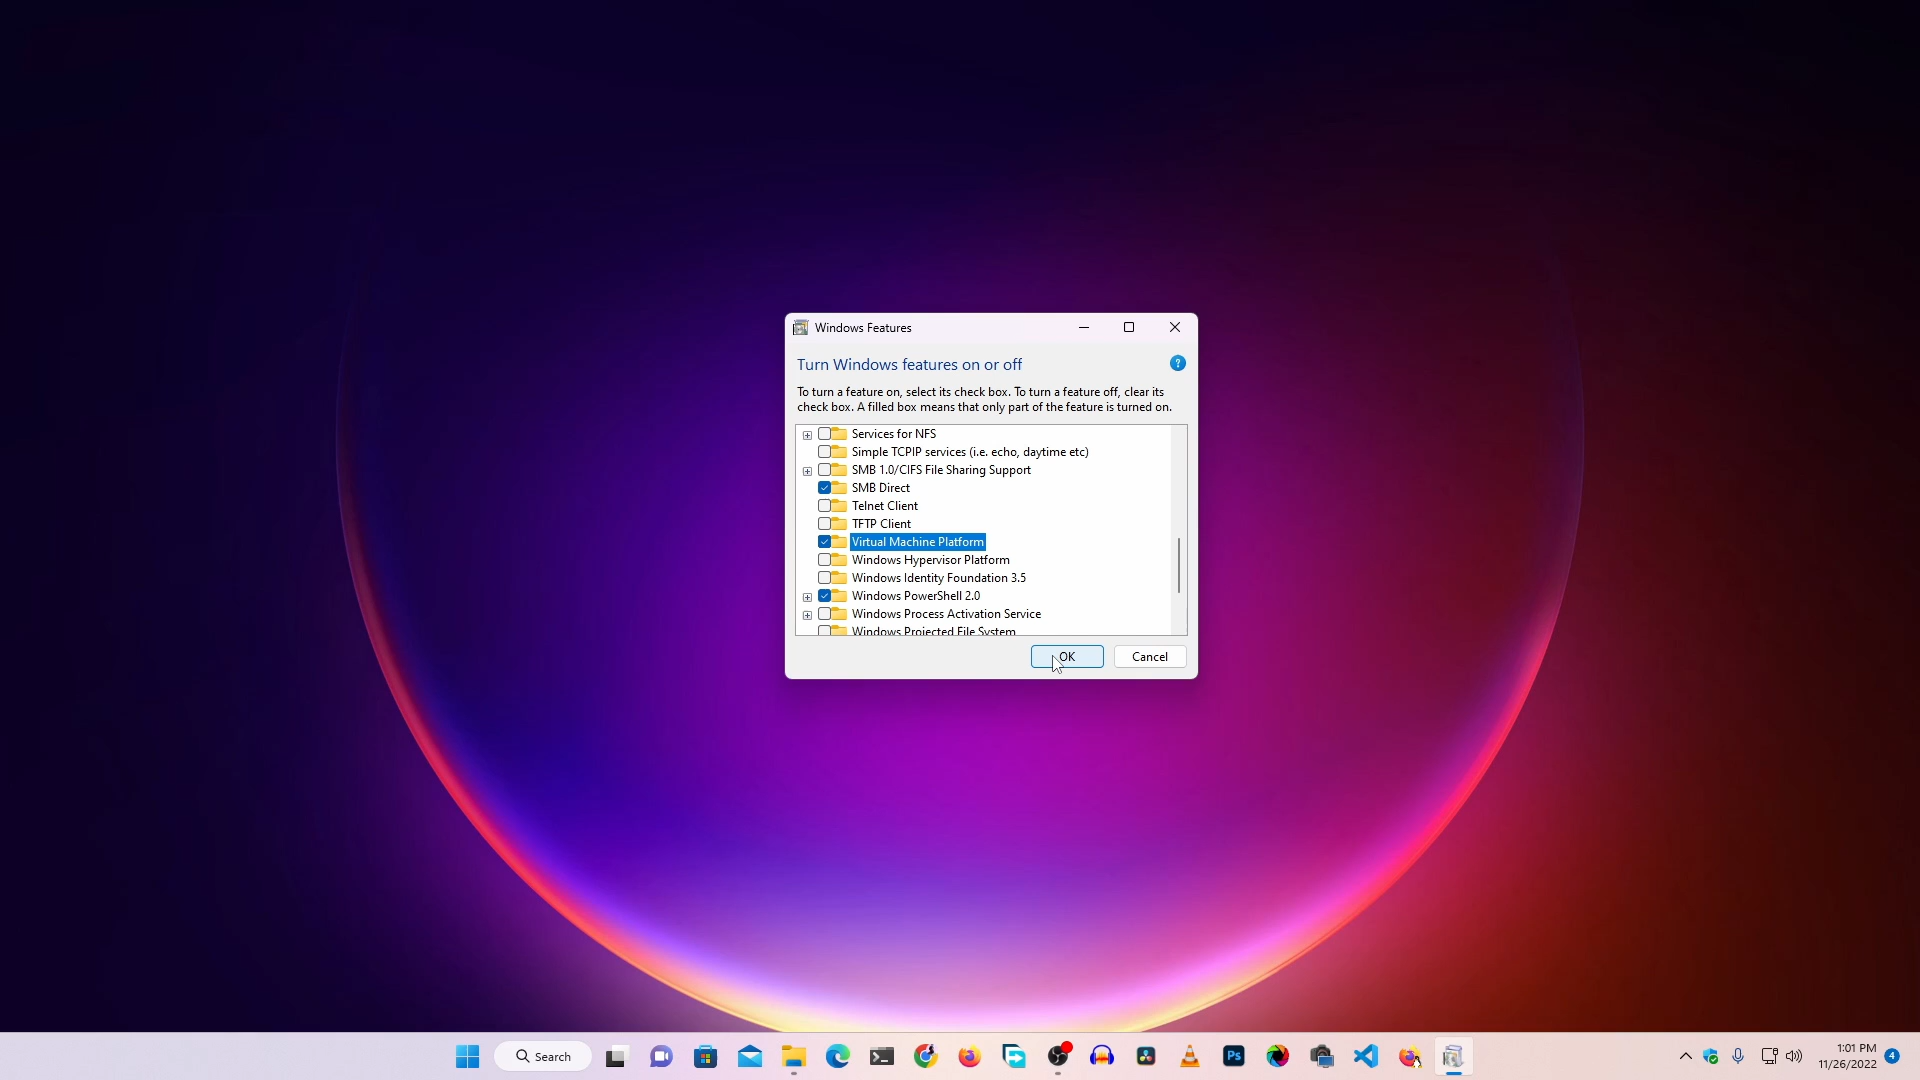 Windows Features
Turn Windows features on or off
?
To turn a feature on, select its check box. To turn a feature off, clear its
check box. A filled box means that only part of the feature is turned on.
Services for NFS
Simple TCPIP services (i.e. echo, daytime etc)
SMB 1.0/CIFS File Sharing Support
SMB Direct
Telnet Client
TFTP Client
Virtual Machine Platform
Windows Hypervisor Platform
Windows Identity Foundation 3.5
Windows PowerShell 2.0
Windows Process Activation Service
Windows Projected File System
OK
Cancel
Search
Ps
1:01 PM
11/26/2022
4